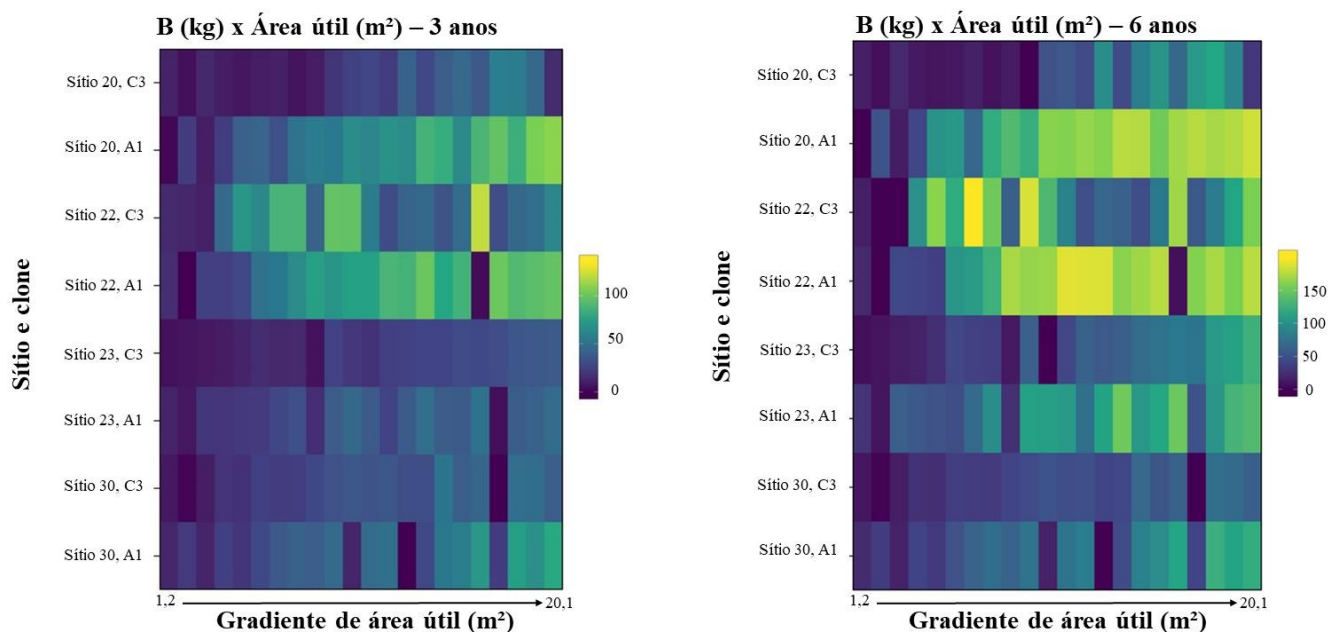 B (kg) x Área útil (m²) – 3 anos
Sítio e clone
Sítio 20, C3
Sítio 20, A1
Sítio 22, C3
Sítio 22, A1
Sítio 23, C3
Sítio 23, A1
Sítio 30, C3
Sítio 30, A1
100
50
0
1,2
20,1
Gradiente de área útil (m²)
B (kg) x Área útil (m²) – 6 anos
Sítio e clone
Sítio 20, C3
Sítio 20, A1
Sítio 22, C3
Sítio 22, A1
Sítio 23, C3
Sítio 23, A1
Sítio 30, C3
Sítio 30, A1
150
100
50
0
1,2
20,1
Gradiente de área útil (m²)